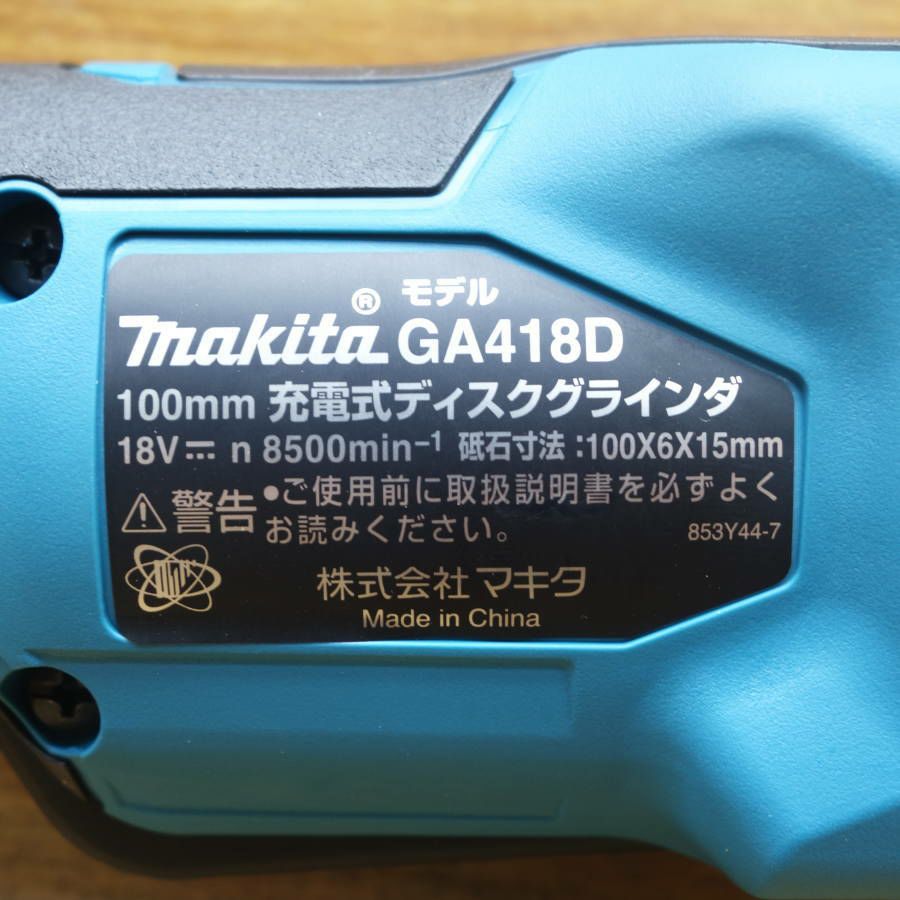 makita® モデル GA418D
100mm 充電式ディスクグラインダ
18V⎓ n 8500min⁻¹ 砥石寸法:100X6X15mm
⚠警告 •ご使用前に取扱説明書を必ずよく
お読みください。 853Y44-7
株式会社マキタ
Made in China